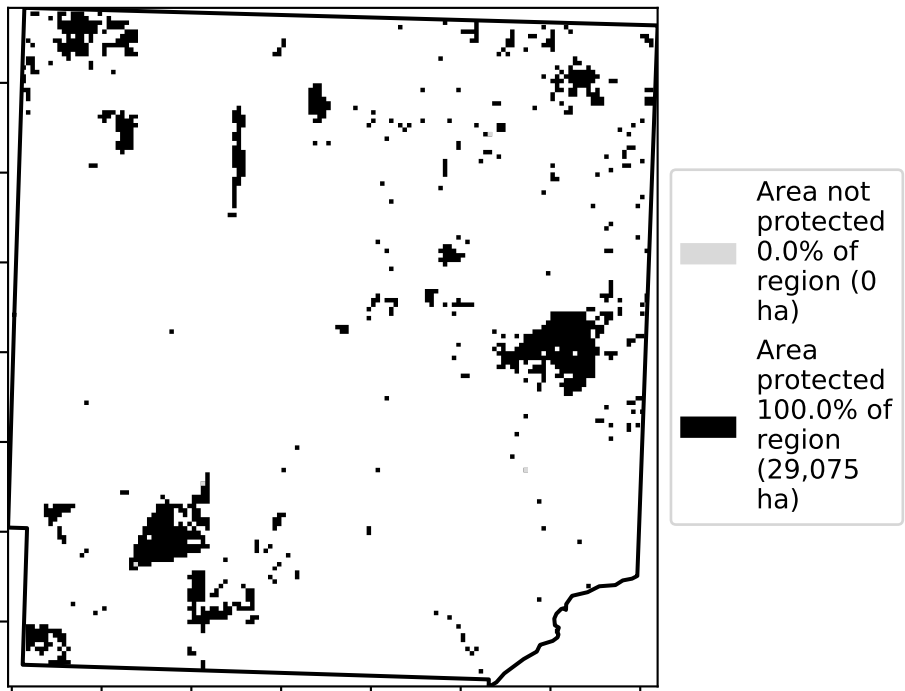 Area not
protected
0.0% of
region (0
ha)
Area
protected
100.0% of
region
(29,075
ha)